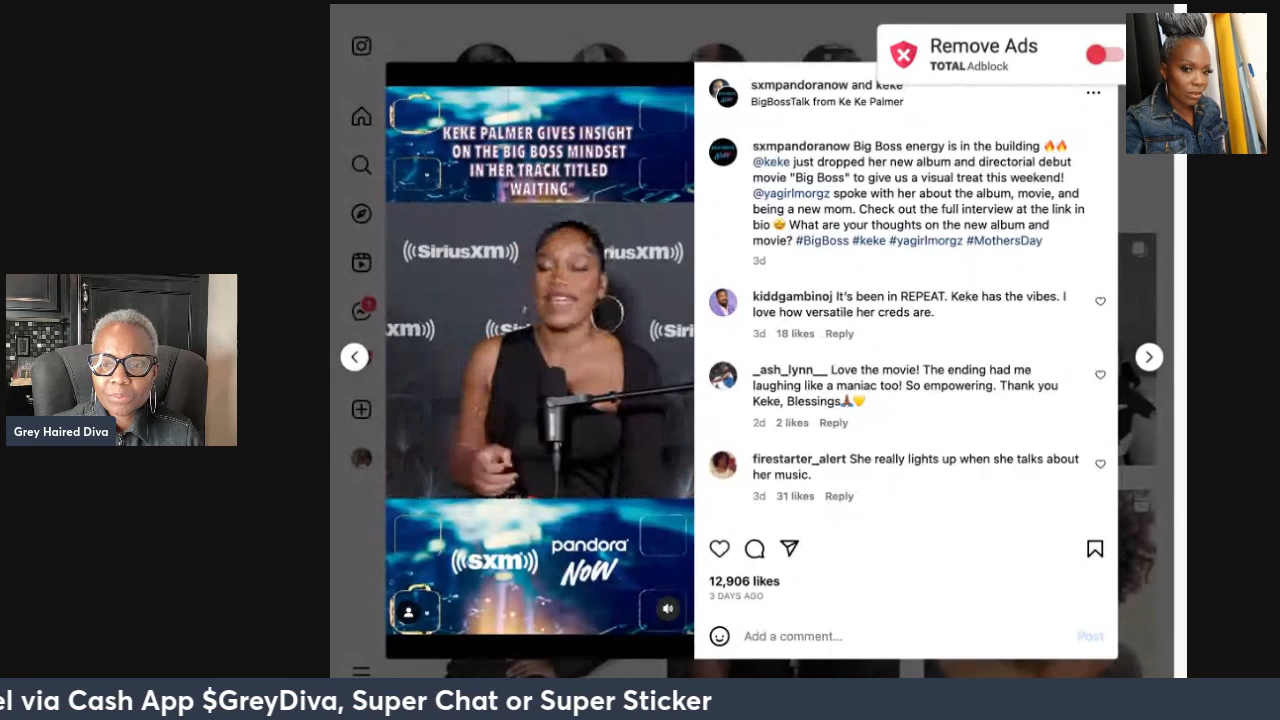 Remove Ads
TOTAL Adblock
sxmpandoranow and keke
BigBossTalk from Ke Ke Palmer
KEKE PALMER GIVES INSIGHT
ON THE BIG BOSS MINDSET
IN HER TRACK TITLED
"WAITING"
((SiriusXM))
riusxm))
xm))
((Si
((Siri
((sxm))
pandora
NOW
sxmpandoranow Big Boss energy is in the building 🔥🔥
@keke just dropped her new album and directorial debut
movie "Big Boss" to give us a visual treat this weekend!
@yagirlmorgz spoke with her about the album, movie, and
being a new mom. Check out the full interview at the link in
bio 🤩 What are your thoughts on the new album and
movie? #BigBoss #keke #yagirlmorgz #MothersDay
3d
kiddgambinoj It's been in REPEAT. Keke has the vibes. I
love how versatile her creds are.
3d 18 likes Reply
_ash_lynn__ Love the movie! The ending had me
laughing like a maniac too! So empowering. Thank you
Keke, Blessings🙏🏾💛
2d 2 likes Reply
firestarter_alert She really lights up when she talks about
her music.
3d 31 likes Reply
12,906 likes
3 DAYS AGO
Add a comment...
Post
Grey Haired Diva
el via Cash App $GreyDiva, Super Chat or Super Sticker